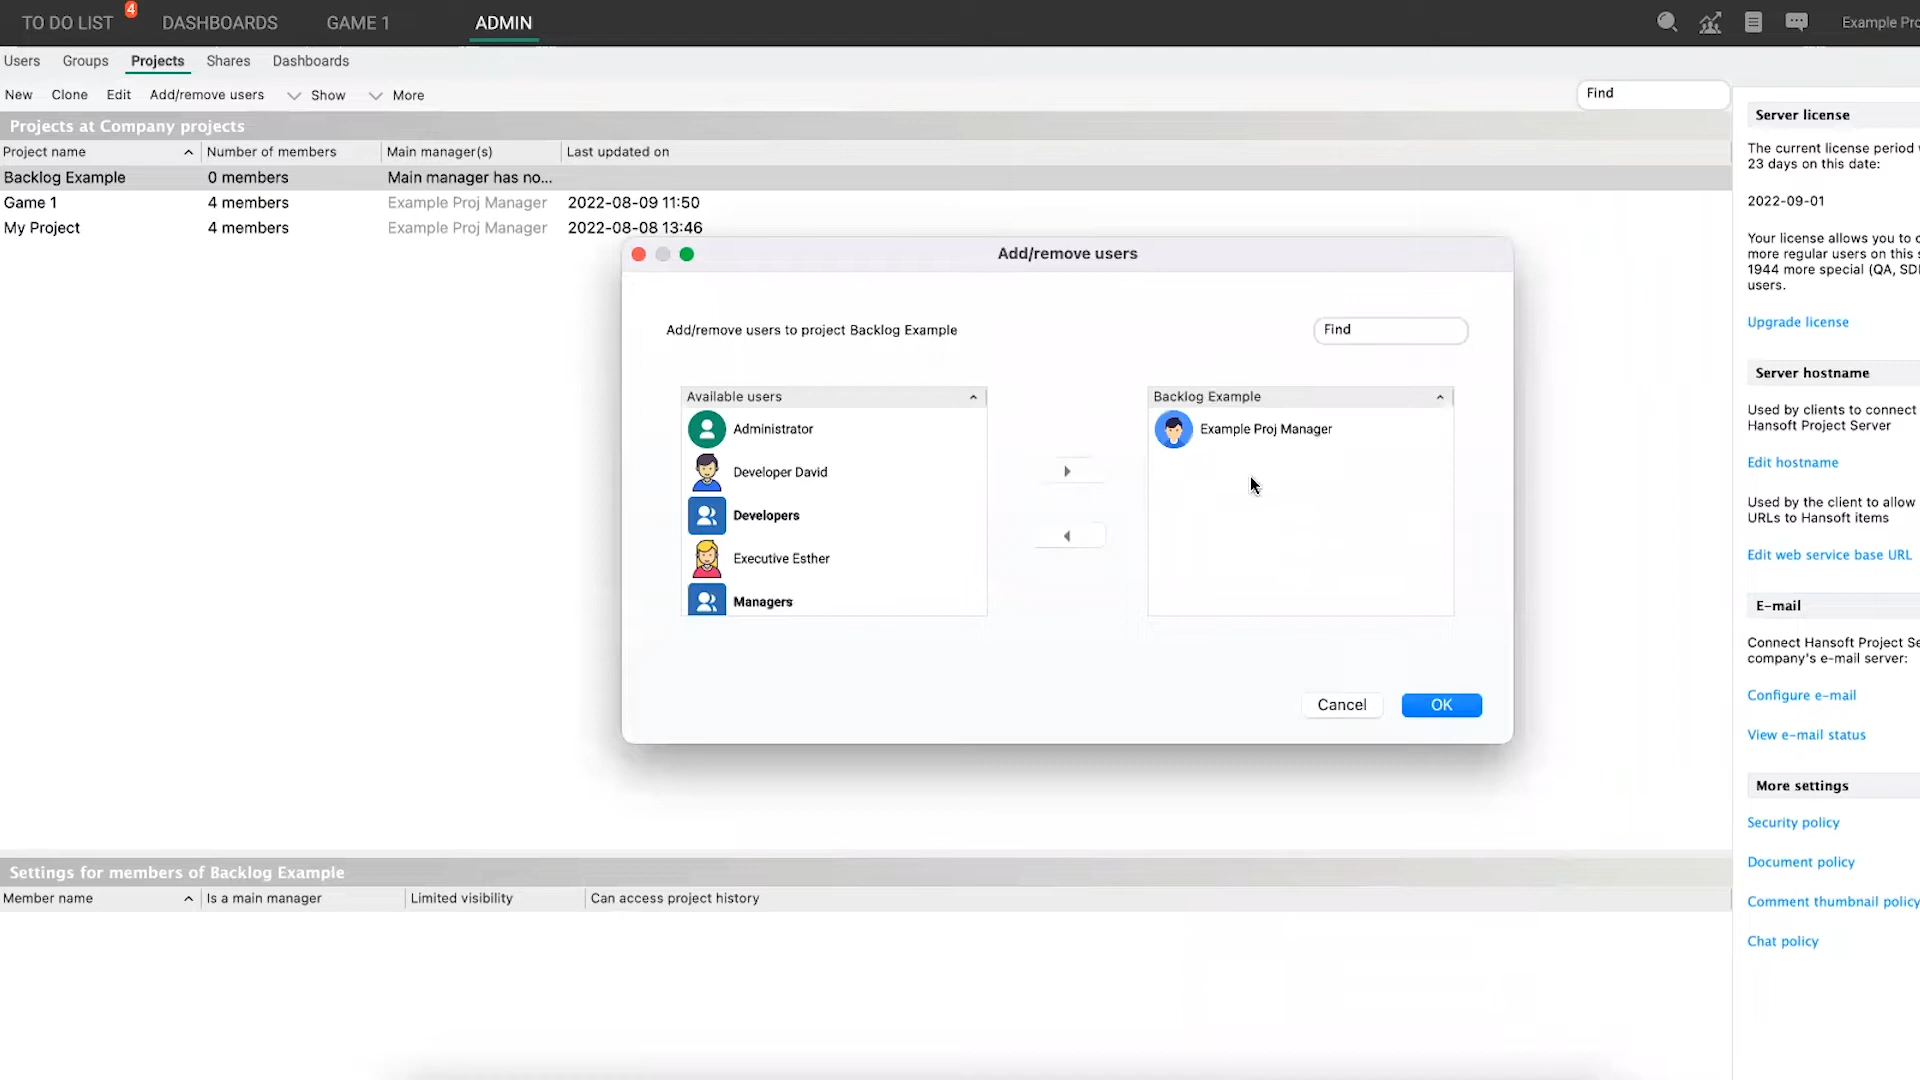 TO DO LIST 4 DASHBOARDS GAME 1 ADMIN Example
Users Groups Projects Shares Dashboards
New Clone Edit Add/remove users Show More Find
Projects at Company projects
Project name Number of members Main manager(s) Last updated on
Backlog Example 0 members Main manager has no...
Game 1 4 members Example Proj Manager 2022-08-09 11:50
My Project 4 members Example Proj Manager 2022-08-08 13:46
Add/remove users
Add/remove users to project Backlog Example Find
Available users
Administrator
Developer David
Developers
Executive Esther
Managers
Backlog Example
Example Proj Manager
Cancel OK
Settings for members of Backlog Example
Member name Is a main manager Limited visibility Can access project history
Server license
The current license period
23 days on this date:
2022-09-01
Your license allows you to
more regular users on this
1944 more special (QA,
users.
Upgrade license
Server hostname
Used by clients to connect
Hansoft Project Server
Edit hostname
Used by the client to allow
URLs to Hansoft items
Edit web service base URL
E-mail
Connect Hansoft Project
company's e-mail server:
Configure e-mail
View e-mail status
More settings
Security policy
Document policy
Comment thumbnail policy
Chat policy